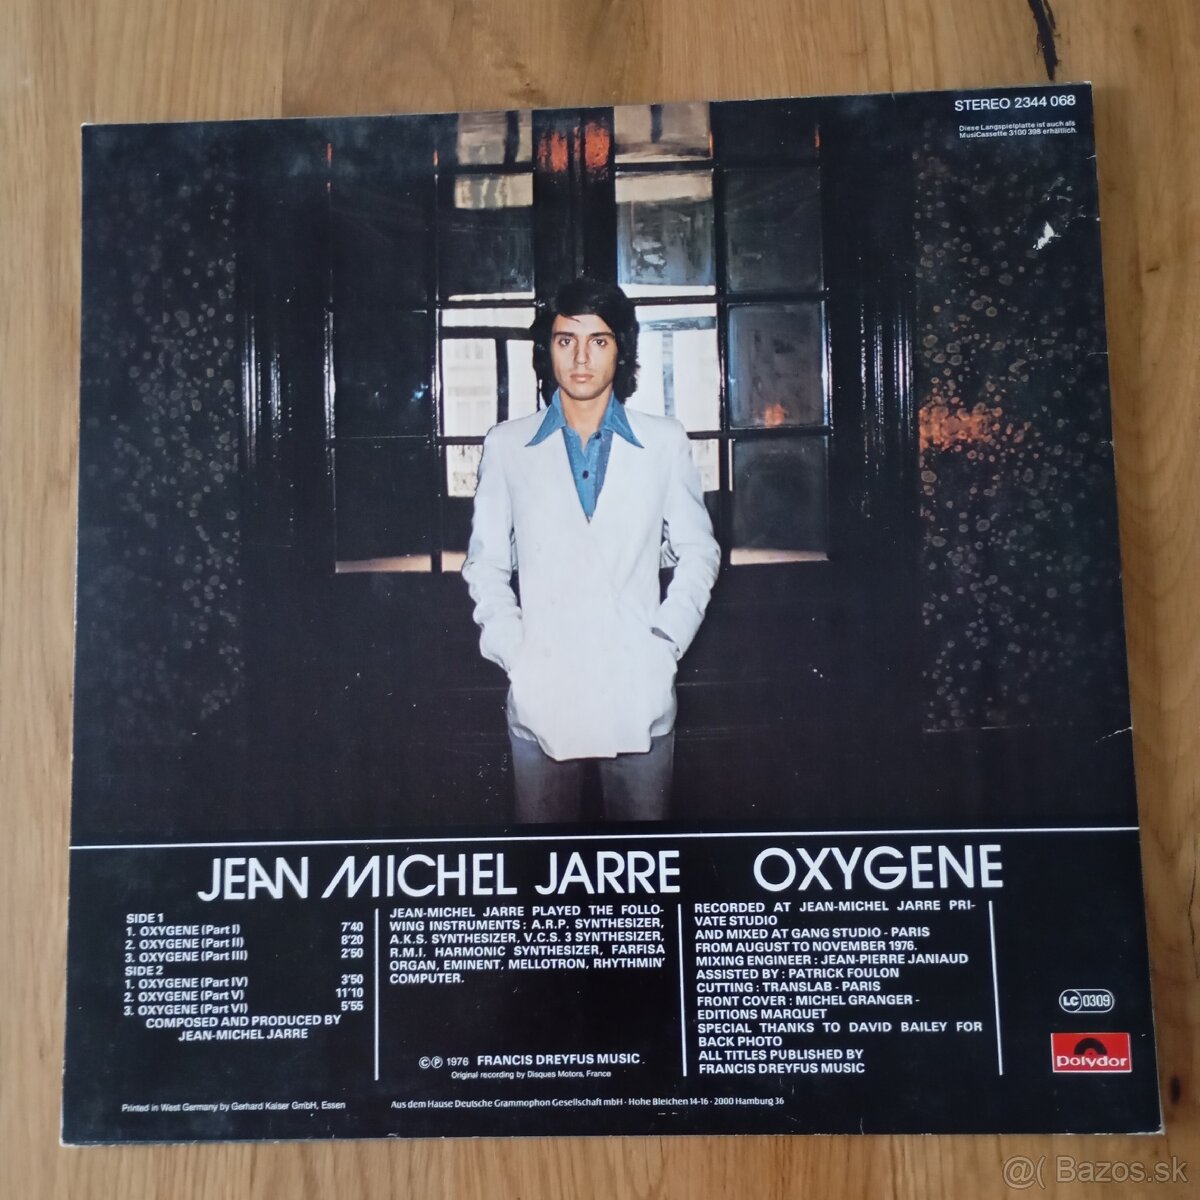 STEREO 2344 068
Diese Langspielplatte ist auch als
MusiCassette 3100 398 erhältlich.
JEAN MICHEL JARRE OXYGENE
SIDE 1
1. OXYGENE (Part I) 7'40
2. OXYGENE (Part II) 8'20
3. OXYGENE (Part III) 2'50
SIDE 2
1. OXYGENE (Part IV) 3'50
2. OXYGENE (Part V) 11'10
3. OXYGENE (Part VI) 5'55
COMPOSED AND PRODUCED BY
JEAN-MICHEL JARRE
JEAN-MICHEL JARRE PLAYED THE FOLLO-
WING INSTRUMENTS : A.R.P. SYNTHESIZER,
A.K.S. SYNTHESIZER, V.C.S. 3 SYNTHESIZER,
R.M.I. HARMONIC SYNTHESIZER, FARFISA
ORGAN, EMINENT, MELLOTRON, RHYTHMIN'
COMPUTER.
© ℗ 1976 FRANCIS DREYFUS MUSIC.
Original recording by Disques Motors, France
RECORDED AT JEAN-MICHEL JARRE PRI-
VATE STUDIO
AND MIXED AT GANG STUDIO - PARIS
FROM AUGUST TO NOVEMBER 1976.
MIXING ENGINEER : JEAN-PIERRE JANIAUD
ASSISTED BY : PATRICK FOULON
CUTTING : TRANSLAB - PARIS
FRONT COVER : MICHEL GRANGER -
EDITIONS MARQUET
SPECIAL THANKS TO DAVID BAILEY FOR
BACK PHOTO
ALL TITLES PUBLISHED BY
FRANCIS DREYFUS MUSIC
LC 0309
polydor
Printed in West Germany by Gerhard Kaiser GmbH, Essen
Aus dem Hause Deutsche Grammophon Gesellschaft mbH · Hohe Bleichen 14-16 · 2000 Hamburg 36
@( Bazos.sk